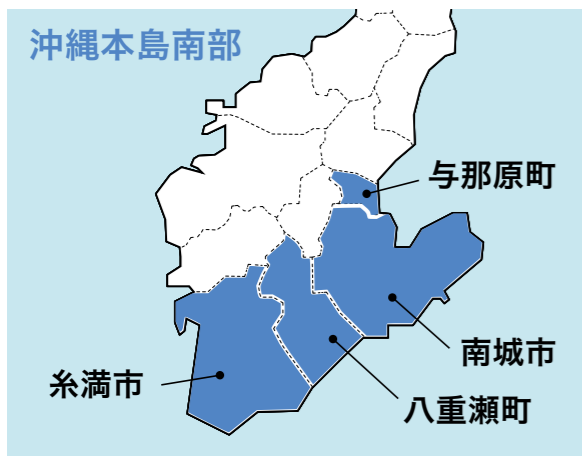 沖縄本島南部
与那原町
南城市
糸満市
八重瀬町